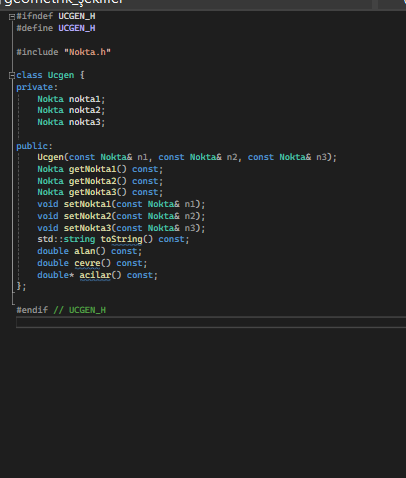 geometrik_şekiller
#ifndef UCGEN_H
#define UCGEN_H
#include "Nokta.h"
class Ucgen {
private:
Nokta nokta1;
Nokta nokta2;
Nokta nokta3;
public:
Ucgen(const Nokta& n1, const Nokta& n2, const Nokta& n3);
Nokta getNokta1() const;
Nokta getNokta2() const;
Nokta getNokta3() const;
void setNokta1(const Nokta& n1);
void setNokta2(const Nokta& n2);
void setNokta3(const Nokta& n3);
std::string toString() const;
double alan() const;
double cevre() const;
double* acilar() const;
};
#endif // UCGEN_H